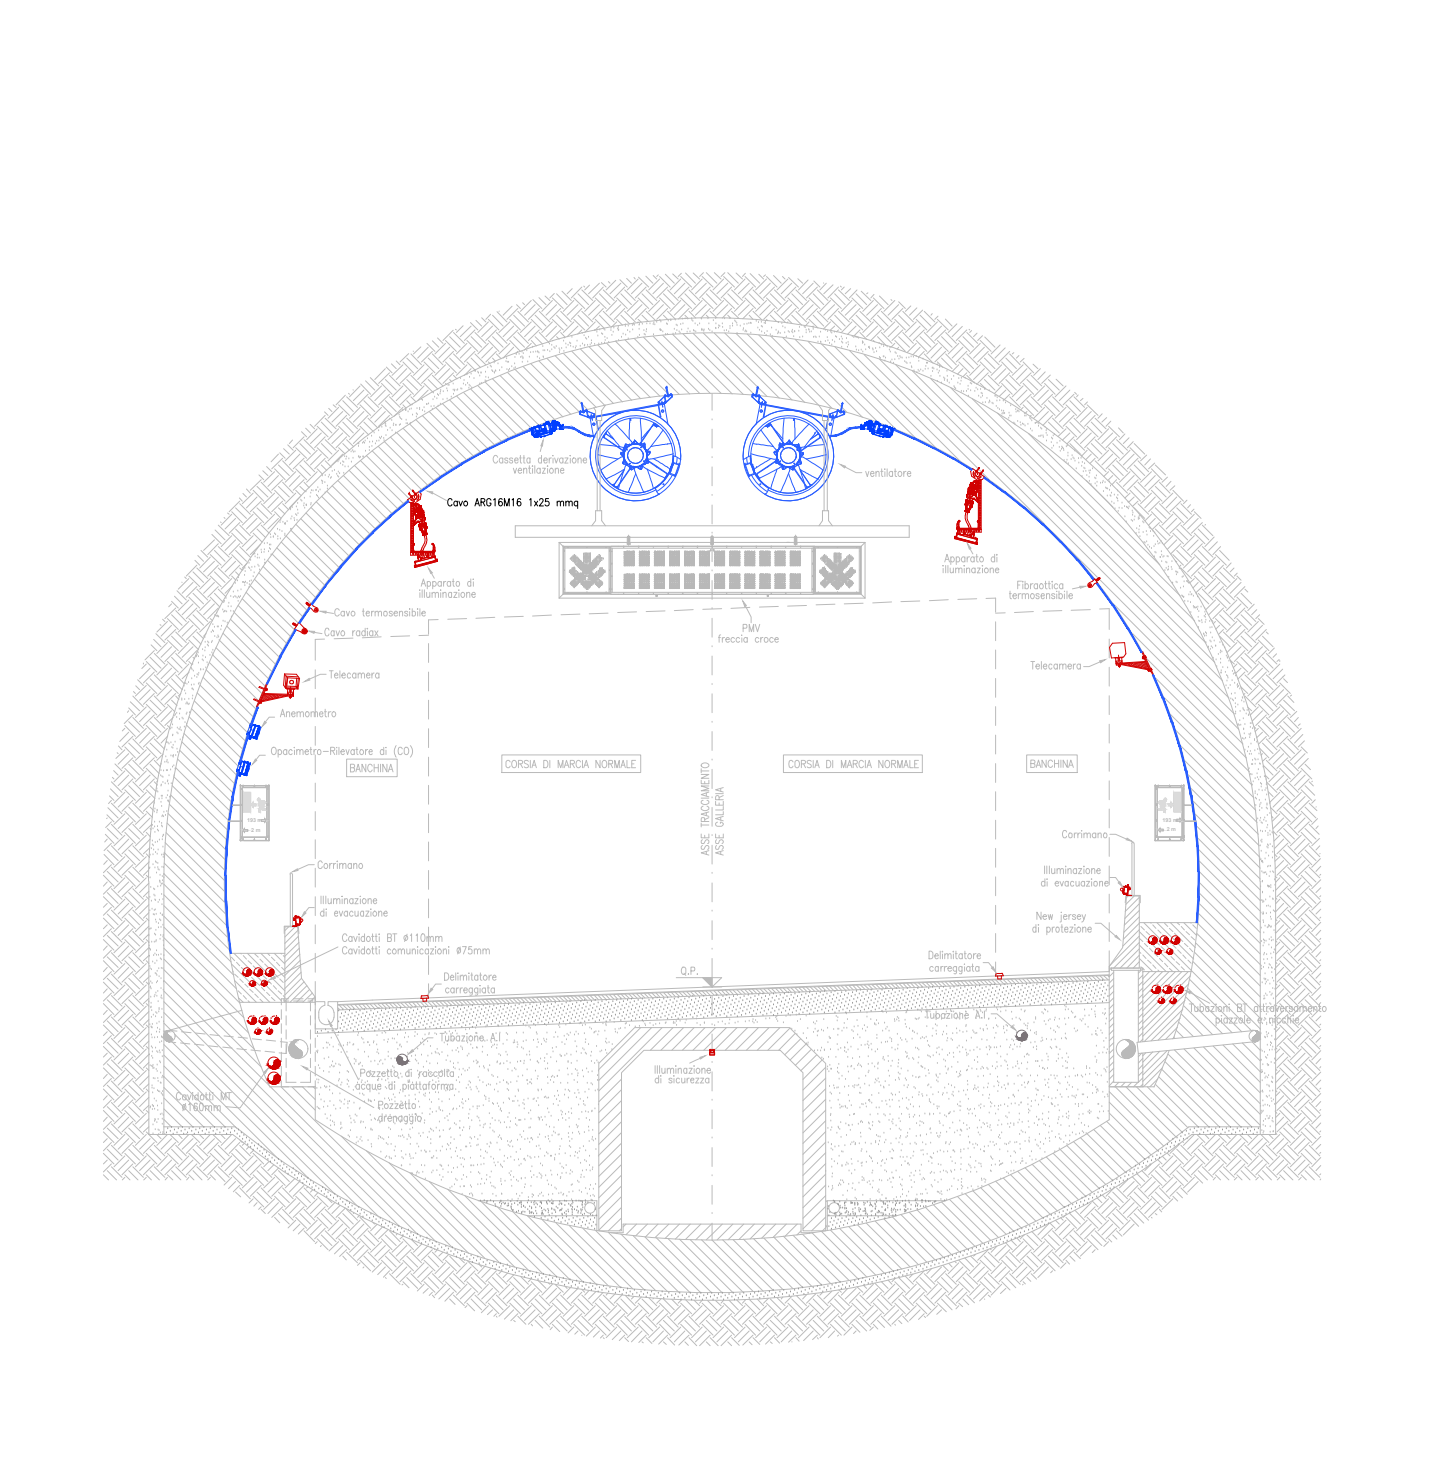 Cassetta derivazione
ventilazione
ventilatore
Cavo ARG16M16 1x25 mmq
Apparato di
illuminazione
Apparato di
illuminazione
Fibraottica
termosensibile
Cavo termosensibile
Cavo radiax
PMV
freccia croce
Telecamera
Telecamera
Anemometro
Opacimetro-Rilevatore di (CO)
BANCHINA
CORSIA DI MARCIA NORMALE
CORSIA DI MARCIA NORMALE
BANCHINA
ASSE TRACCIAMENTO
ASSE GALLERIA
Corrimano
Corrimano
Illuminazione
di evacuazione
Illuminazione
di evacuazione
New jersey
di protezione
Cavidotti BT ø110mm
Cavidotti comunicazioni ø75mm
Delimitatore
carreggiata
Q.P.
Delimitatore
carreggiata
Tubazioni BT attraversamento
piazzole e nicchie
Tubazione A.I.
Tubazione A.I
Illuminazione
di sicurezza
Pozzetto di raccolta
acque di piattaforma
Cavidotti MT
ø160mm
Pozzetto
drenaggio